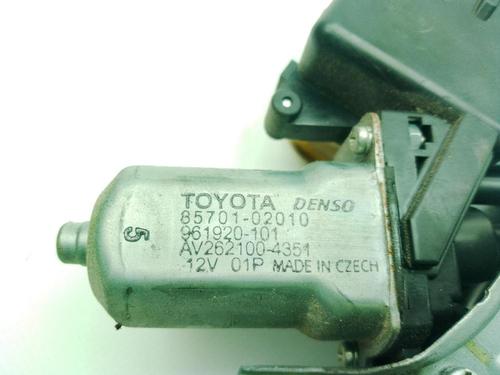 TOYOTA DENSO
85701-02010
961920-101
AV262100-4351
12V 01P MADE IN CZECH
5